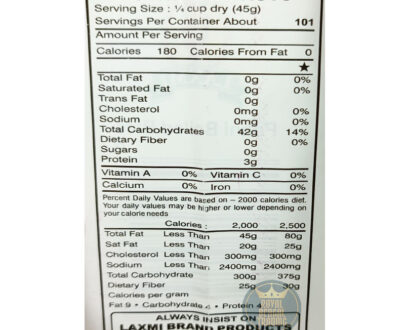 Serving Size : ¼ cup dry (45g)
Servings Per Container About 101
Amount Per Serving
Calories 180 Calories From Fat 0
★
Total Fat 0g 0%
Saturated Fat 0g 0%
Trans Fat 0g
Cholesterol 0mg 0%
Sodium 0mg 0%
Total Carbohydrates 42g 14%
Dietary Fiber 0g 0%
Sugars 0g
Protein 3g
Vitamin A 0% Vitamin C 0%
Calcium 0% Iron 0%
Percent Daily Values are based on – 2000 calories diet.
Your daily values may be higher or lower depending on
your calorie needs
Calories : 2,000 2,500
Total Fat Less Than 45g 80g
Sat Fat Less Than 20g 25g
Cholesterol Less Than 300mg 300mg
Sodium Less Than 2400mg 2400mg
Total Carbohydrate 300g 375g
Dietary Fiber 25g 30g
Calories per gram
Fat 9 • Carbohydrate 4 • Protein 4
ALWAYS INSIST ON
LAXMI BRAND PRODUCTS